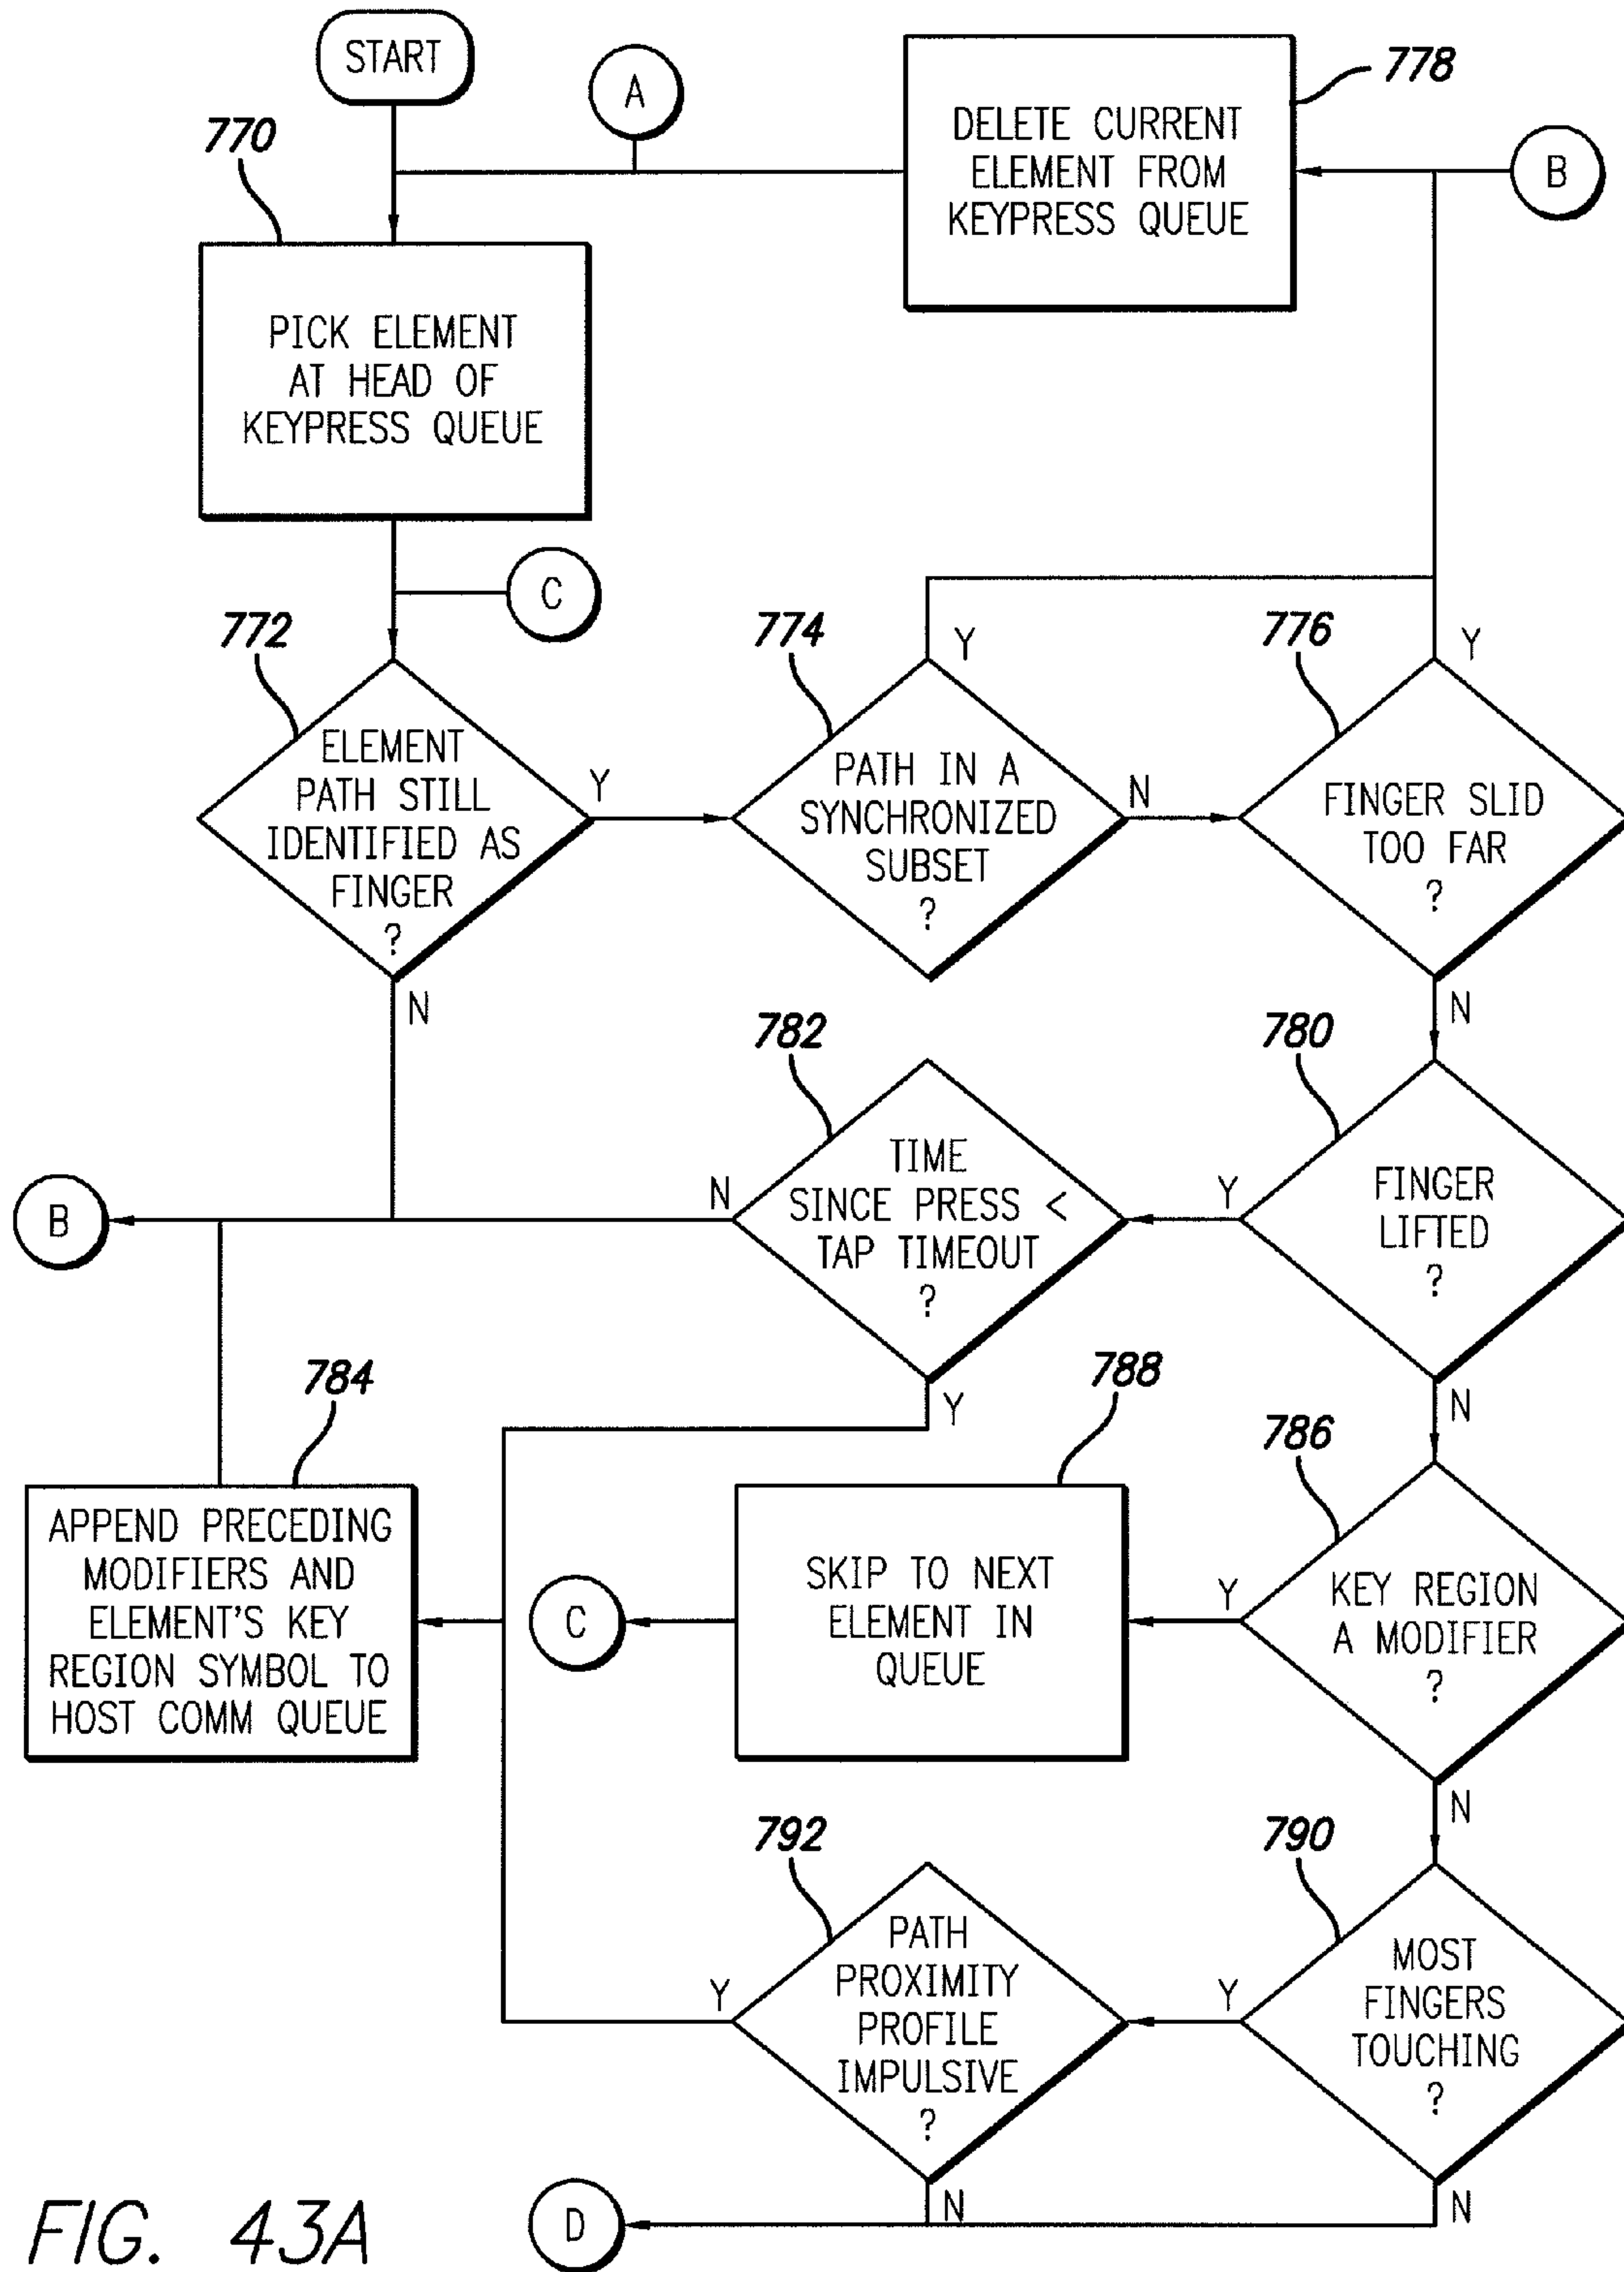 START
A
778
DELETE CURRENT
ELEMENT FROM
KEYPRESS QUEUE
B
770
PICK ELEMENT
AT HEAD OF
KEYPRESS QUEUE
C
772
ELEMENT
PATH STILL
IDENTIFIED AS
FINGER
?
Y
N
774
Y
PATH IN A
SYNCHRONIZED
SUBSET
?
N
776
Y
FINGER SLID
TOO FAR
?
N
782
TIME
SINCE PRESS <
TAP TIMEOUT
?
N
Y
780
FINGER
LIFTED
?
Y
N
B
784
APPEND PRECEDING
MODIFIERS AND
ELEMENT'S KEY
REGION SYMBOL TO
HOST COMM QUEUE
C
788
SKIP TO NEXT
ELEMENT IN
QUEUE
786
KEY REGION
A MODIFIER
?
Y
N
792
PATH
PROXIMITY
PROFILE
IMPULSIVE
?
Y
N
790
MOST
FINGERS
TOUCHING
?
Y
N
D
FIG. 43A